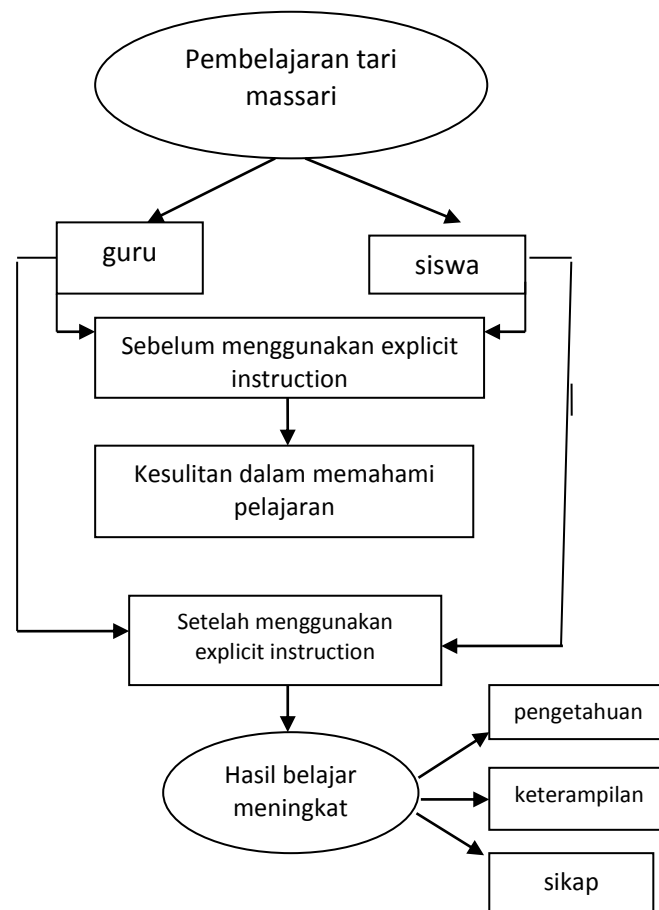 Pembelajaran tari
massari
guru
siswa
Sebelum menggunakan explicit
instruction
Kesulitan dalam memahami
pelajaran
Setelah menggunakan
explicit instruction
pengetahuan
Hasil belajar
meningkat
keterampilan
sikap